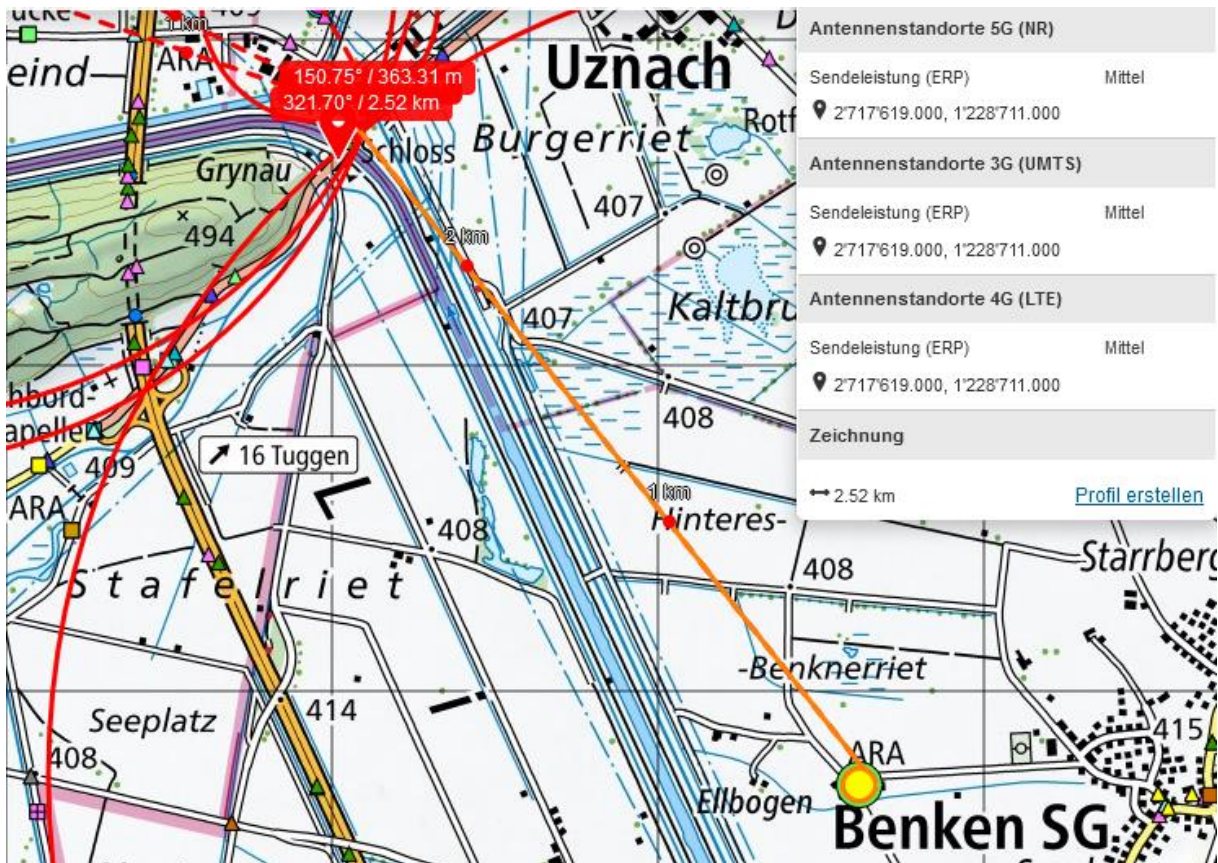 ARA
1 km
eind
Uznach
150.75° / 363.31 m
321.70° / 2.52 km
Burgerriet
Schloss
Grynau
407
494
2 km
407
408
16 Tuggen
409
ARA
408
1 km
Hinteres-
408
Starrberg
Stafelriet
-Benknerriet
Seeplatz
414
415
408
ARA
Ellbogen
Benken SG
Antennenstandorte 5G (NR)
Sendeleistung (ERP) Mittel
2'717'619.000, 1'228'711.000
Antennenstandorte 3G (UMTS)
Sendeleistung (ERP) Mittel
2'717'619.000, 1'228'711.000
Antennenstandorte 4G (LTE)
Sendeleistung (ERP) Mittel
2'717'619.000, 1'228'711.000
Zeichnung
2.52 km Profil erstellen